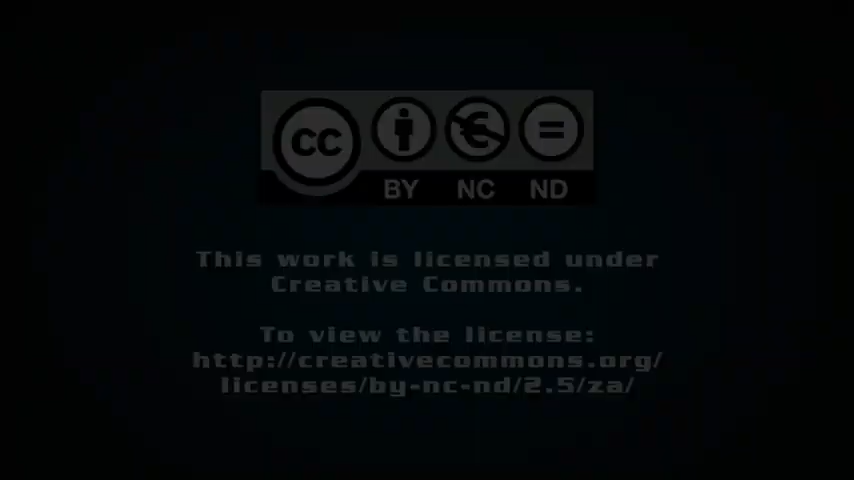 CC
BY NC ND
This work is licensed under
Creative Commons.
To view the license:
http://creativecommons.org/
licenses/by-nc-nd/2.5/za/